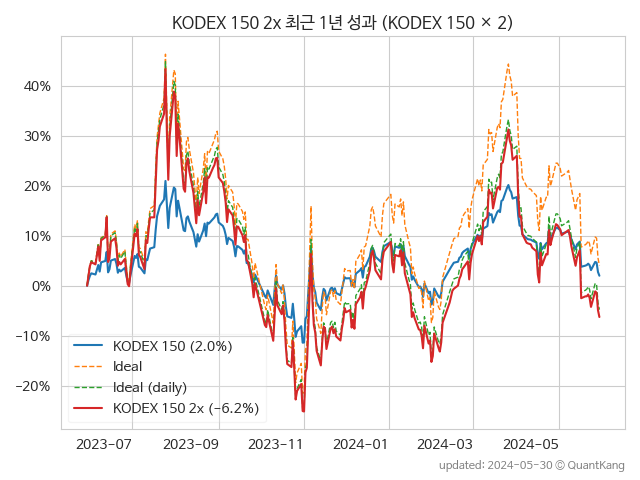 KODEX 150 2x 최근 1년 성과 (KODEX 150 × 2)
40%
30%
20%
10%
0%
−10%
−20%
KODEX 150 (2.0%)
Ideal
Ideal (daily)
KODEX 150 2x (−6.2%)
2023-07
2023-09
2023-11
2024-01
2024-03
2024-05
updated: 2024-05-30 © QuantKang